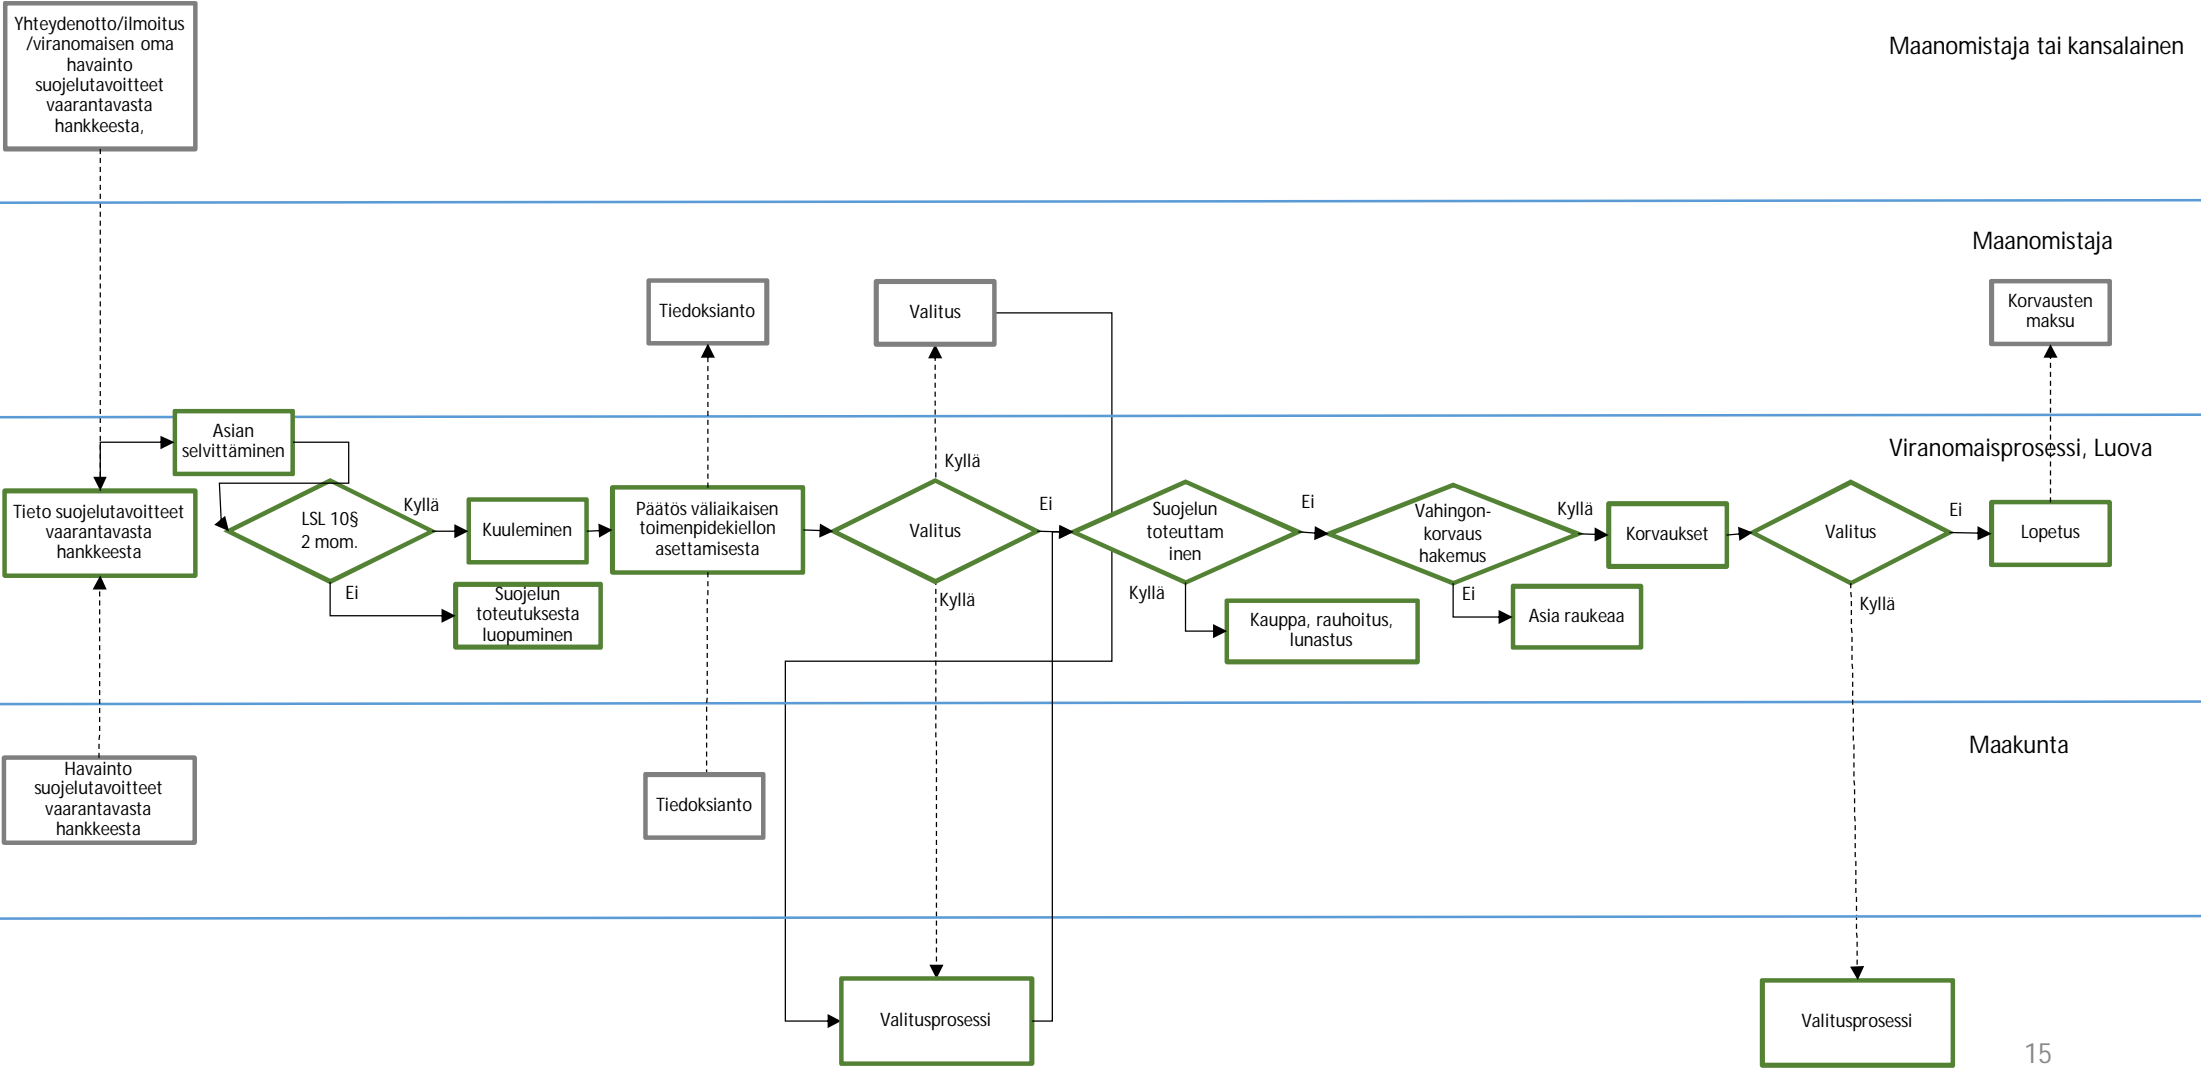 Yhteydenotto/ilmoitus
/viranomaisen oma
havainto
suojelutavoitteet
vaarantavasta
hankkeesta,
Maanomistaja tai kansalainen
Maanomistaja
Tiedoksianto
Valitus
Korvausten
maksu
Viranomaisprosessi, Luova
Asian
selvittäminen
Tieto suojelutavoitteet
vaarantavasta
hankkeesta
LSL 10§
2 mom.
Kyllä
Ei
Kuuleminen
Suojelun
toteutuksesta
luopuminen
Päätös väliaikaisen
toimenpidekiellon
asettamisesta
Kyllä
Valitus
Ei
Kyllä
Suojelun
toteuttam
inen
Ei
Kyllä
Kauppa, rauhoitus,
lunastus
Vahingon-
korvaus
hakemus
Kyllä
Ei
Asia raukeaa
Korvaukset
Valitus
Ei
Kyllä
Lopetus
Maakunta
Havainto
suojelutavoitteet
vaarantavasta
hankkeesta
Tiedoksianto
Valitusprosessi
Valitusprosessi
15